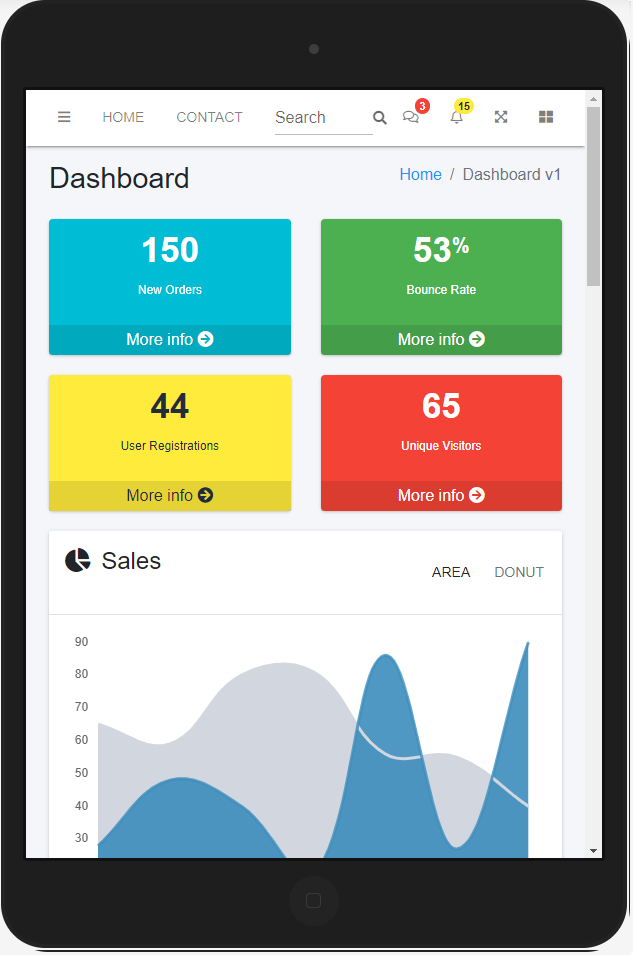 HOME CONTACT Search 3 15
Dashboard Home / Dashboard v1
150 53%
New Orders Bounce Rate
More info More info
44 65
User Registrations Unique Visitors
More info More info
Sales AREA DONUT
90
80
70
60
50
40
30